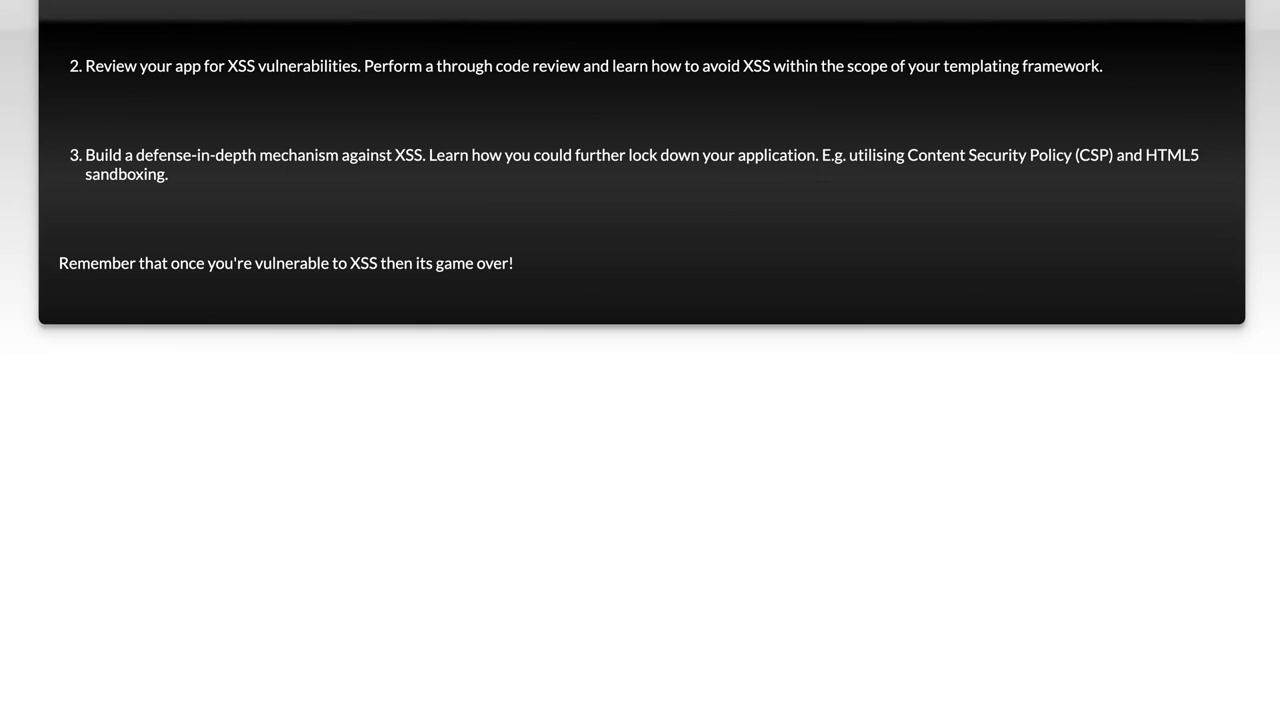 2. Review your app for XSS vulnerabilities. Perform a through code review and learn how to avoid XSS within the scope of your templating framework.
3. Build a defense-in-depth mechanism against XSS. Learn how you could further lock down your application. E.g. utilising Content Security Policy (CSP) and HTML5
sandboxing.
Remember that once you're vulnerable to XSS then its game over!